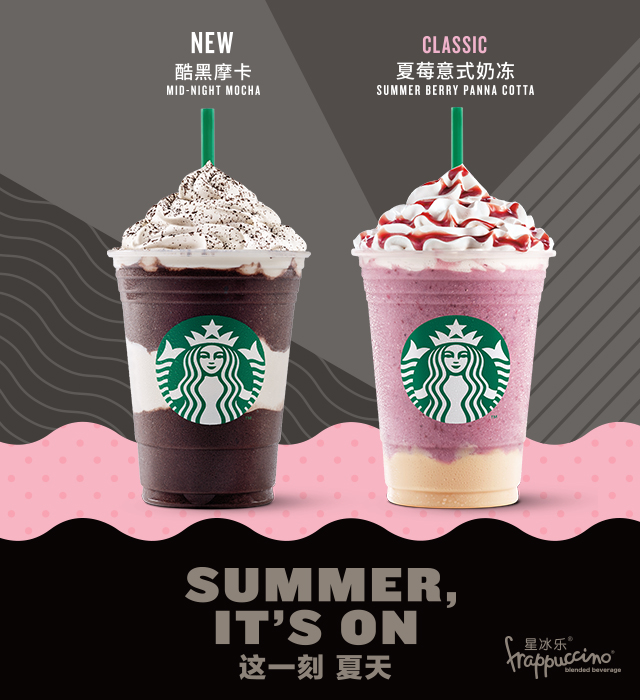 NEW
酷黑摩卡
MID-NIGHT MOCHA
CLASSIC
夏莓意式奶冻
SUMMER BERRY PANNA COTTA
SUMMER,
IT'S ON
这一刻 夏天
星冰乐®
frappuccino®
blended beverage